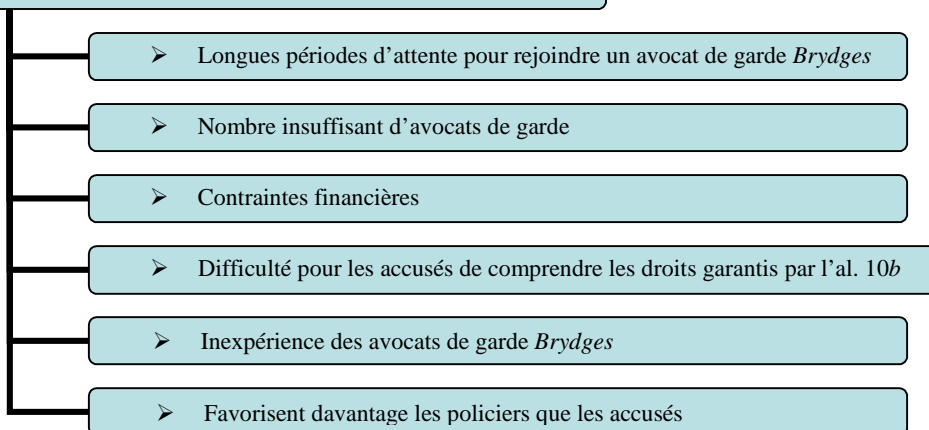 ➢ Longues périodes d'attente pour rejoindre un avocat de garde Brydges
➢ Nombre insuffisant d'avocats de garde
➢ Contraintes financières
➢ Difficulté pour les accusés de comprendre les droits garantis par l'al. 10b
➢ Inexpérience des avocats de garde Brydges
➢ Favorisent davantage les policiers que les accusés